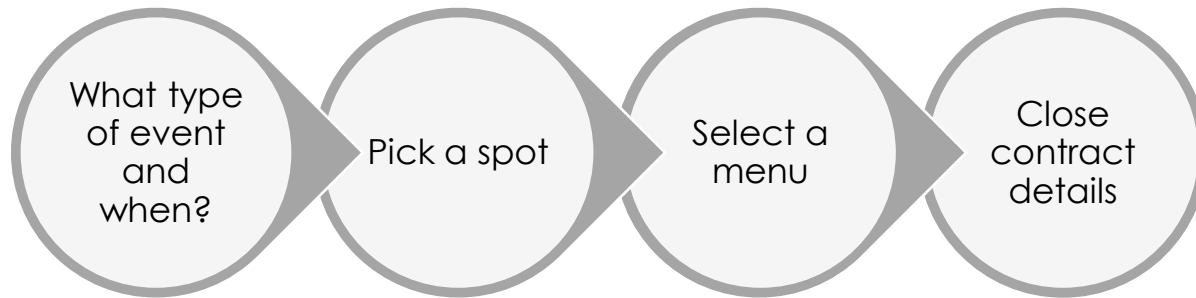 What type
of event
and
when?
Pick a spot
Select a
menu
Close
contract
details